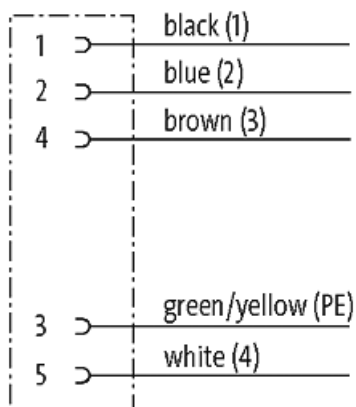 1 black (1)
2 blue (2)
4 brown (3)
3 green/yellow (PE)
5 white (4)